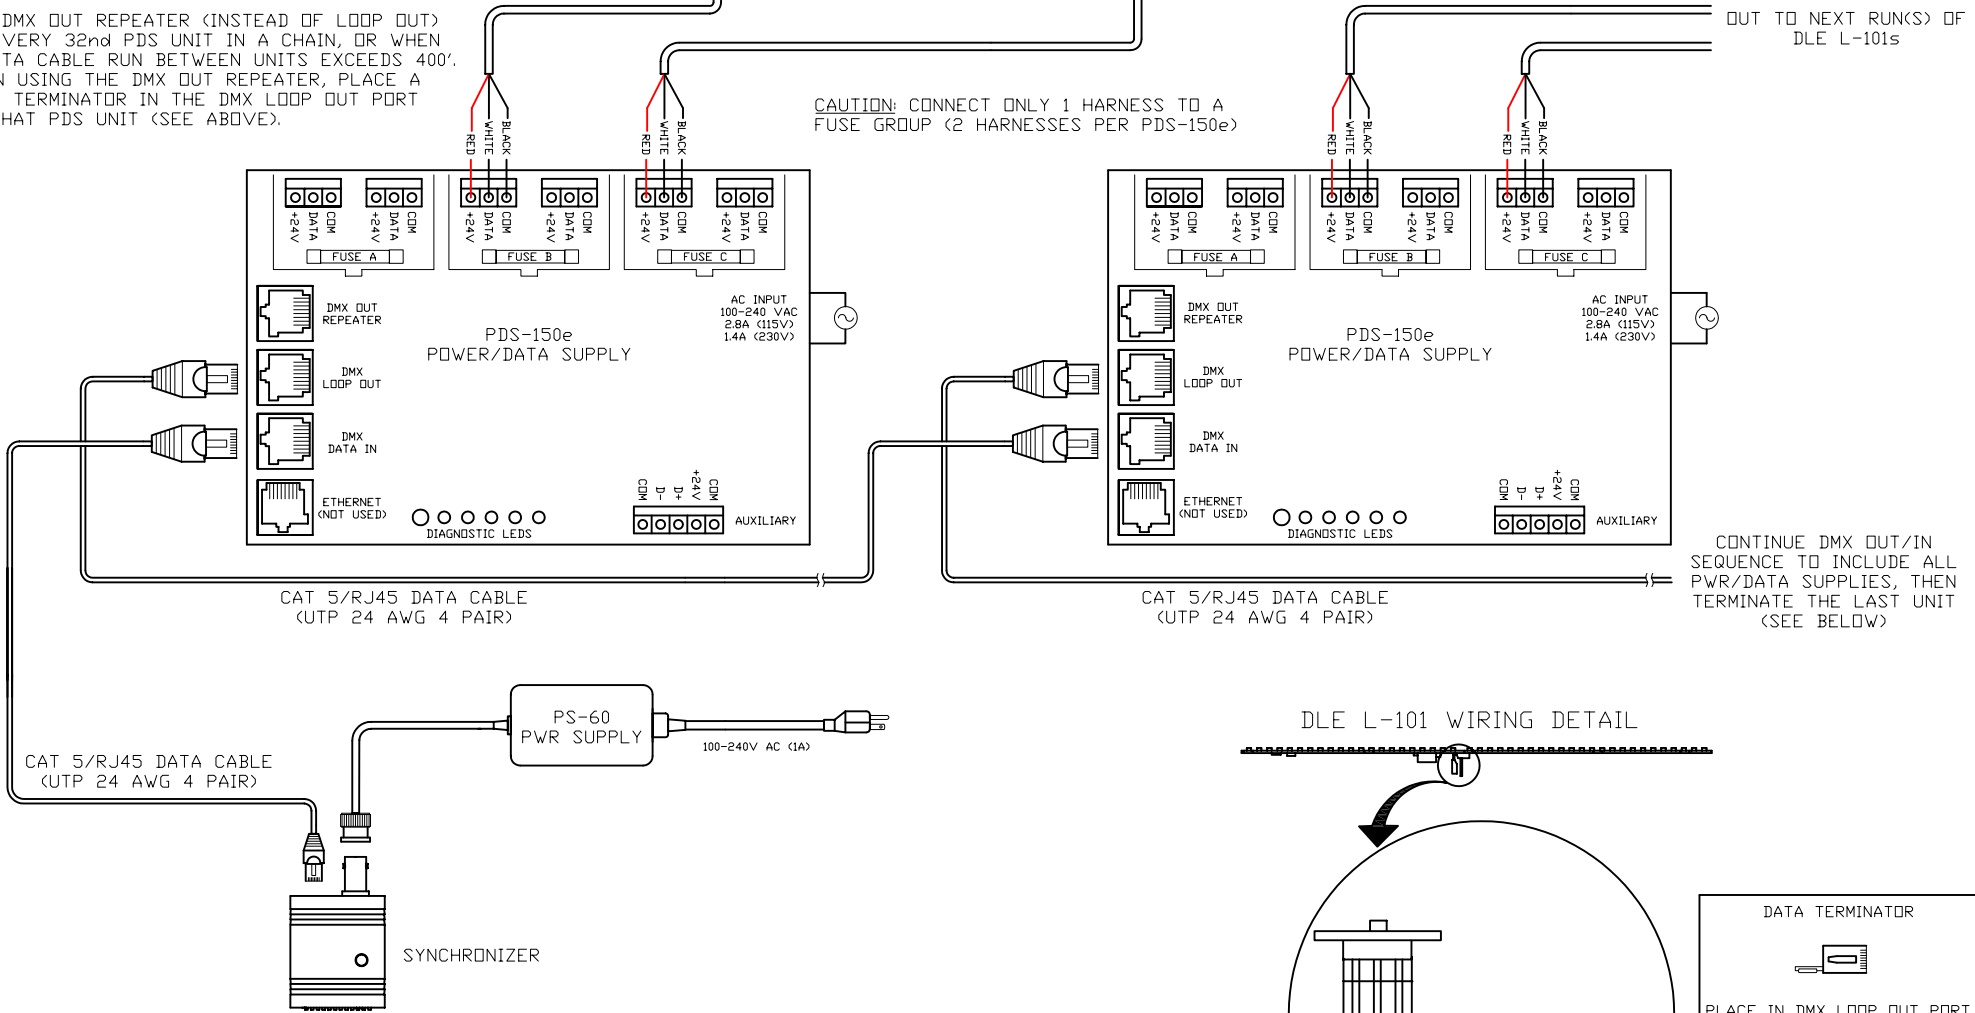 DMX OUT REPEATER (INSTEAD OF LOOP OUT)
VERY 32nd PDS UNIT IN A CHAIN, OR WHEN
TA CABLE RUN BETWEEN UNITS EXCEEDS 400'.
N USING THE DMX OUT REPEATER, PLACE A
TERMINATOR IN THE DMX LOOP OUT PORT
HAT PDS UNIT (SEE ABOVE).
OUT TO NEXT RUN(S) OF
DLE L-101s
CAUTION: CONNECT ONLY 1 HARNESS TO A
FUSE GROUP (2 HARNESSES PER PDS-150e)
RED
WHITE
BLACK
RED
WHITE
BLACK
RED
WHITE
BLACK
RED
WHITE
BLACK
+24V
DATA
COM
+24V
DATA
COM
+24V
DATA
COM
+24V
DATA
COM
+24V
DATA
COM
+24V
DATA
COM
FUSE A
FUSE B
FUSE C
DMX OUT
REPEATER
DMX
LOOP OUT
DMX
DATA IN
ETHERNET
(NOT USED)
PDS-150e
POWER/DATA SUPPLY
AC INPUT
100-240 VAC
2.8A (115V)
1.4A (230V)
DIAGNOSTIC LEDS
COM
D-
D+
+24V
COM
AUXILIARY
+24V
DATA
COM
+24V
DATA
COM
+24V
DATA
COM
+24V
DATA
COM
+24V
DATA
COM
+24V
DATA
COM
FUSE A
FUSE B
FUSE C
DMX OUT
REPEATER
DMX
LOOP OUT
DMX
DATA IN
ETHERNET
(NOT USED)
PDS-150e
POWER/DATA SUPPLY
AC INPUT
100-240 VAC
2.8A (115V)
1.4A (230V)
DIAGNOSTIC LEDS
COM
D-
D+
+24V
COM
AUXILIARY
CAT 5/RJ45 DATA CABLE
(UTP 24 AWG 4 PAIR)
CAT 5/RJ45 DATA CABLE
(UTP 24 AWG 4 PAIR)
CONTINUE DMX OUT/IN
SEQUENCE TO INCLUDE ALL
PWR/DATA SUPPLIES, THEN
TERMINATE THE LAST UNIT
(SEE BELOW)
CAT 5/RJ45 DATA CABLE
(UTP 24 AWG 4 PAIR)
PS-60
PWR SUPPLY
100-240V AC (1A)
SYNCHRONIZER
DLE L-101 WIRING DETAIL
DATA TERMINATOR
PLACE IN DMX LOOP OUT PORT